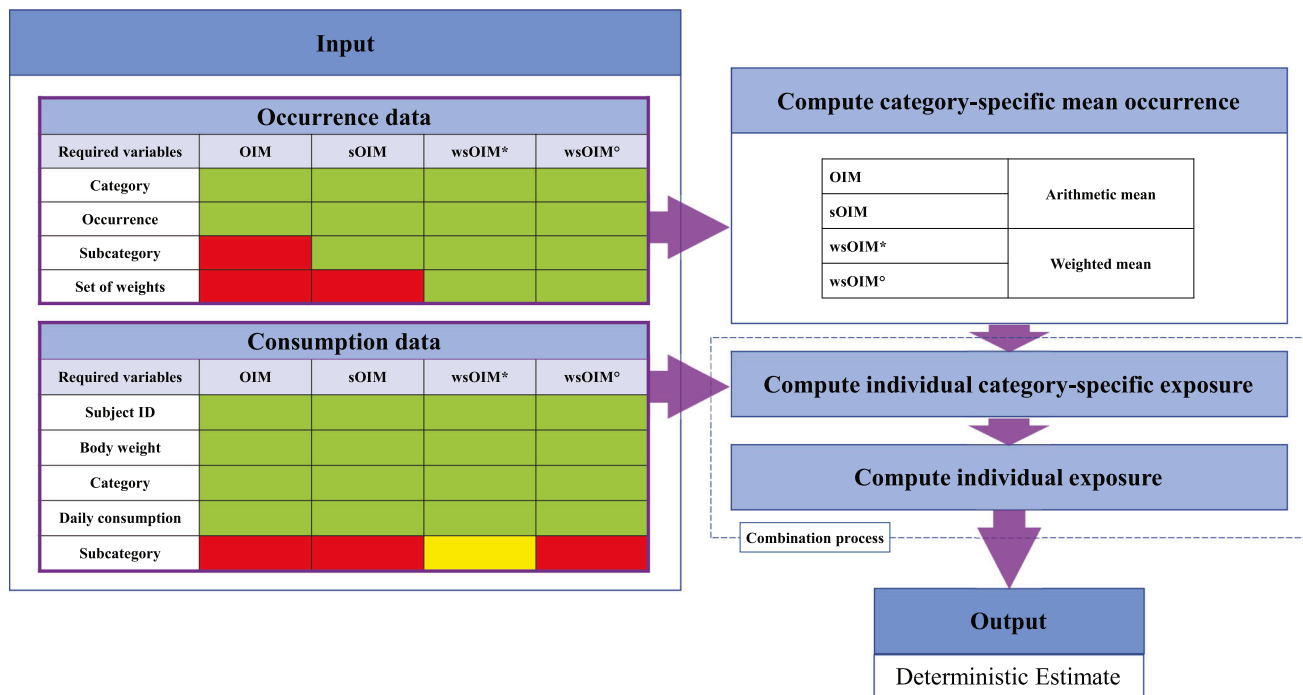 Input
Occurrence data
Required variables OIM sOIM wsOIM* wsOIM°
Category
Occurrence
Subcategory
Set of weights
Consumption data
Required variables OIM sOIM wsOIM* wsOIM°
Subject ID
Body weight
Category
Daily consumption
Subcategory
Compute category-specific mean occurrence
OIM
sOIM
Arithmetic mean
wsOIM*
wsOIM°
Weighted mean
Compute individual category-specific exposure
Compute individual exposure
Combination process
Output
Deterministic Estimate